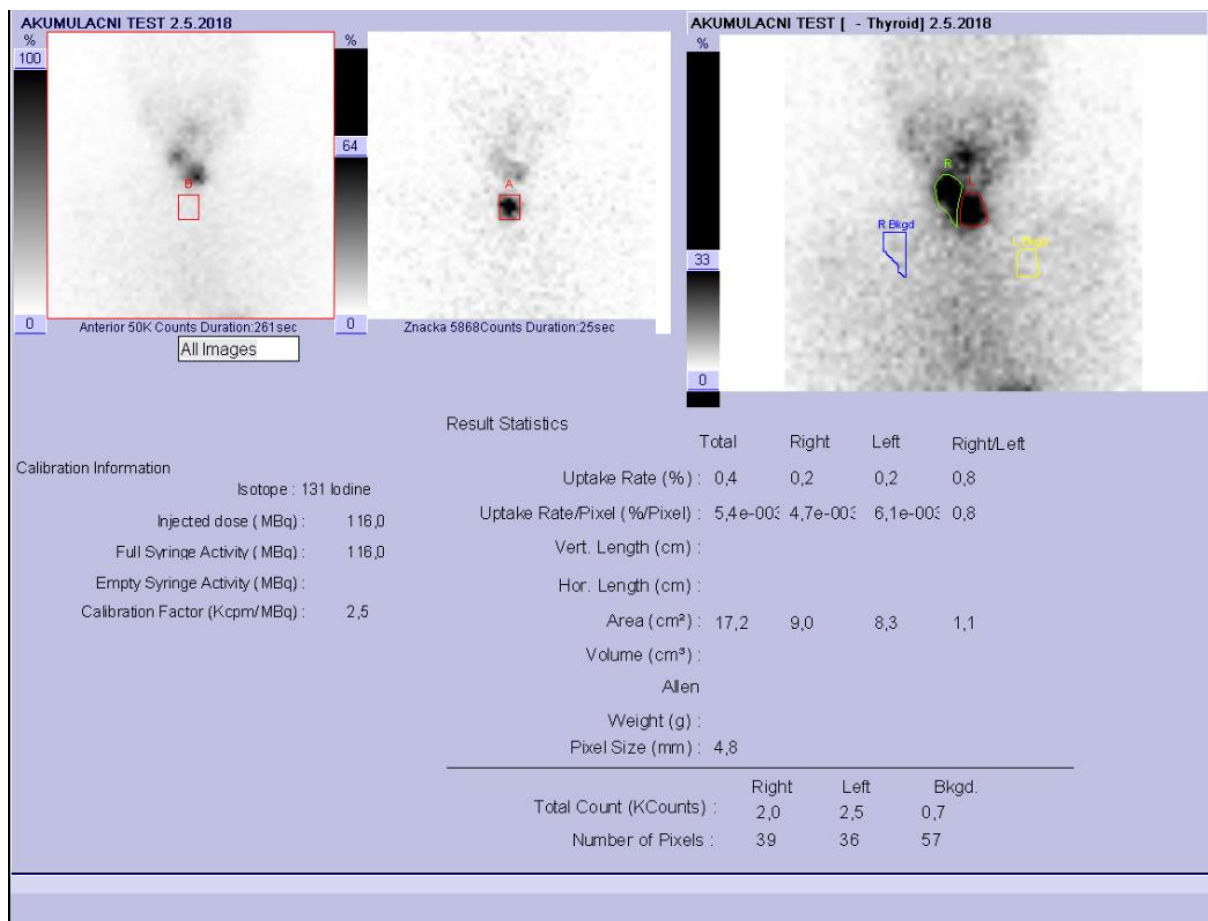 AKUMULACNI TEST 2.5.2018
% %
100
64
B
A
0 0
Anterior 50K Counts Duration:261sec
Znacka 5868Counts Duration:25sec
All Images
AKUMULACNI TEST [ - Thyroid] 2.5.2018
%
R
L
R Bkgd
L Bkgd
33
0
Calibration Information
Isotope : 131 Iodine
Injected dose (MBq) : 116,0
Full Syringe Activity (MBq) : 116,0
Empty Syringe Activity (MBq) :
Calibration Factor (Kcpm/MBq) : 2,5
Result Statistics
Total Right Left Right/Left
Uptake Rate (%) : 0,4 0,2 0,2 0,8
Uptake Rate/Pixel (%/Pixel) : 5,4e-003 4,7e-003 6,1e-003 0,8
Vert. Length (cm) :
Hor. Length (cm) :
Area (cm²) : 17,2 9,0 8,3 1,1
Volume (cm³) :
Allen
Weight (g) :
Pixel Size (mm) : 4,8
Right Left Bkgd.
Total Count (KCounts) : 2,0 2,5 0,7
Number of Pixels : 39 36 57